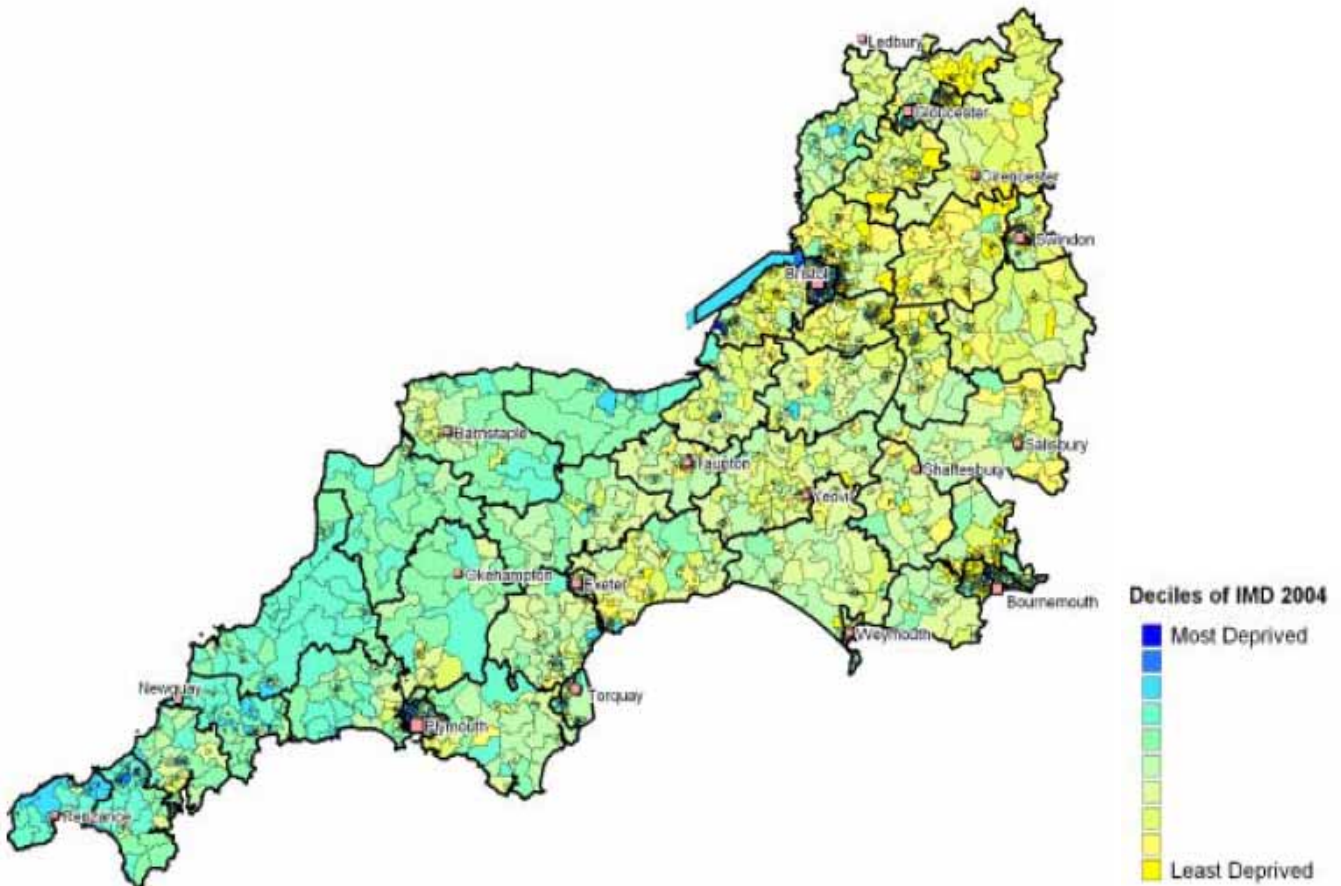 Ledbury
Gloucester
Cirencester
Swindon
Bristol
Barnstaple
Taunton
Salisbury
Shaftesbury
Yeovil
Okehampton
Exeter
Bournemouth
Weymouth
Newquay
Torquay
Plymouth
Penzance
Deciles of IMD 2004
Most Deprived
Least Deprived